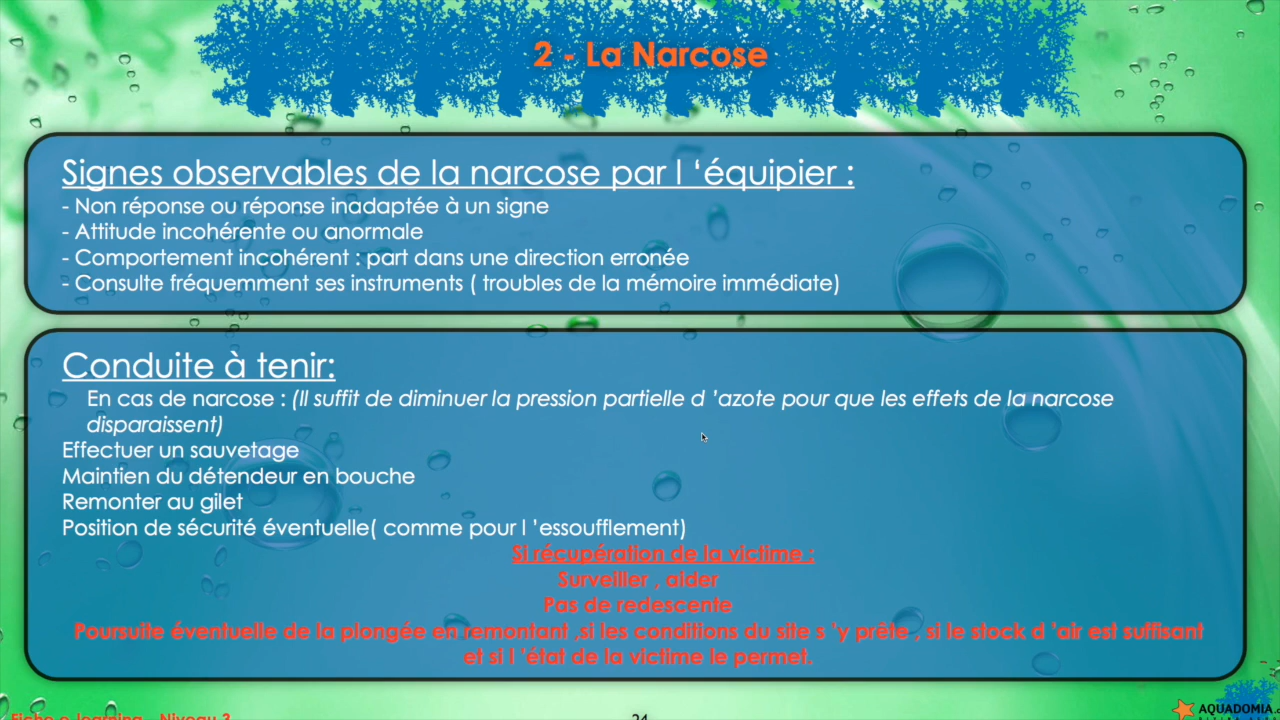 2 - La Narcose
Signes observables de la narcose par l ‘équipier :
- Non réponse ou réponse inadaptée à un signe
- Attitude incohérente ou anormale
- Comportement incohérent : part dans une direction erronée
- Consulte fréquemment ses instruments ( troubles de la mémoire immédiate)
Conduite à tenir:
En cas de narcose : (Il suffit de diminuer la pression partielle d ’azote pour que les effets de la narcose
disparaissent)
Effectuer un sauvetage
Maintien du détendeur en bouche
Remonter au gilet
Position de sécurité éventuelle( comme pour l ’essoufflement)
Si récupération de la victime :
Surveiller , aider
Pas de redescente
Poursuite éventuelle de la plongée en remontant ,si les conditions du site s ’y prête , si le stock d ’air est suffisant
et si l ’état de la victime le permet.
Fiche e-learning - Niveau 3
24
AQUADOMIA.c